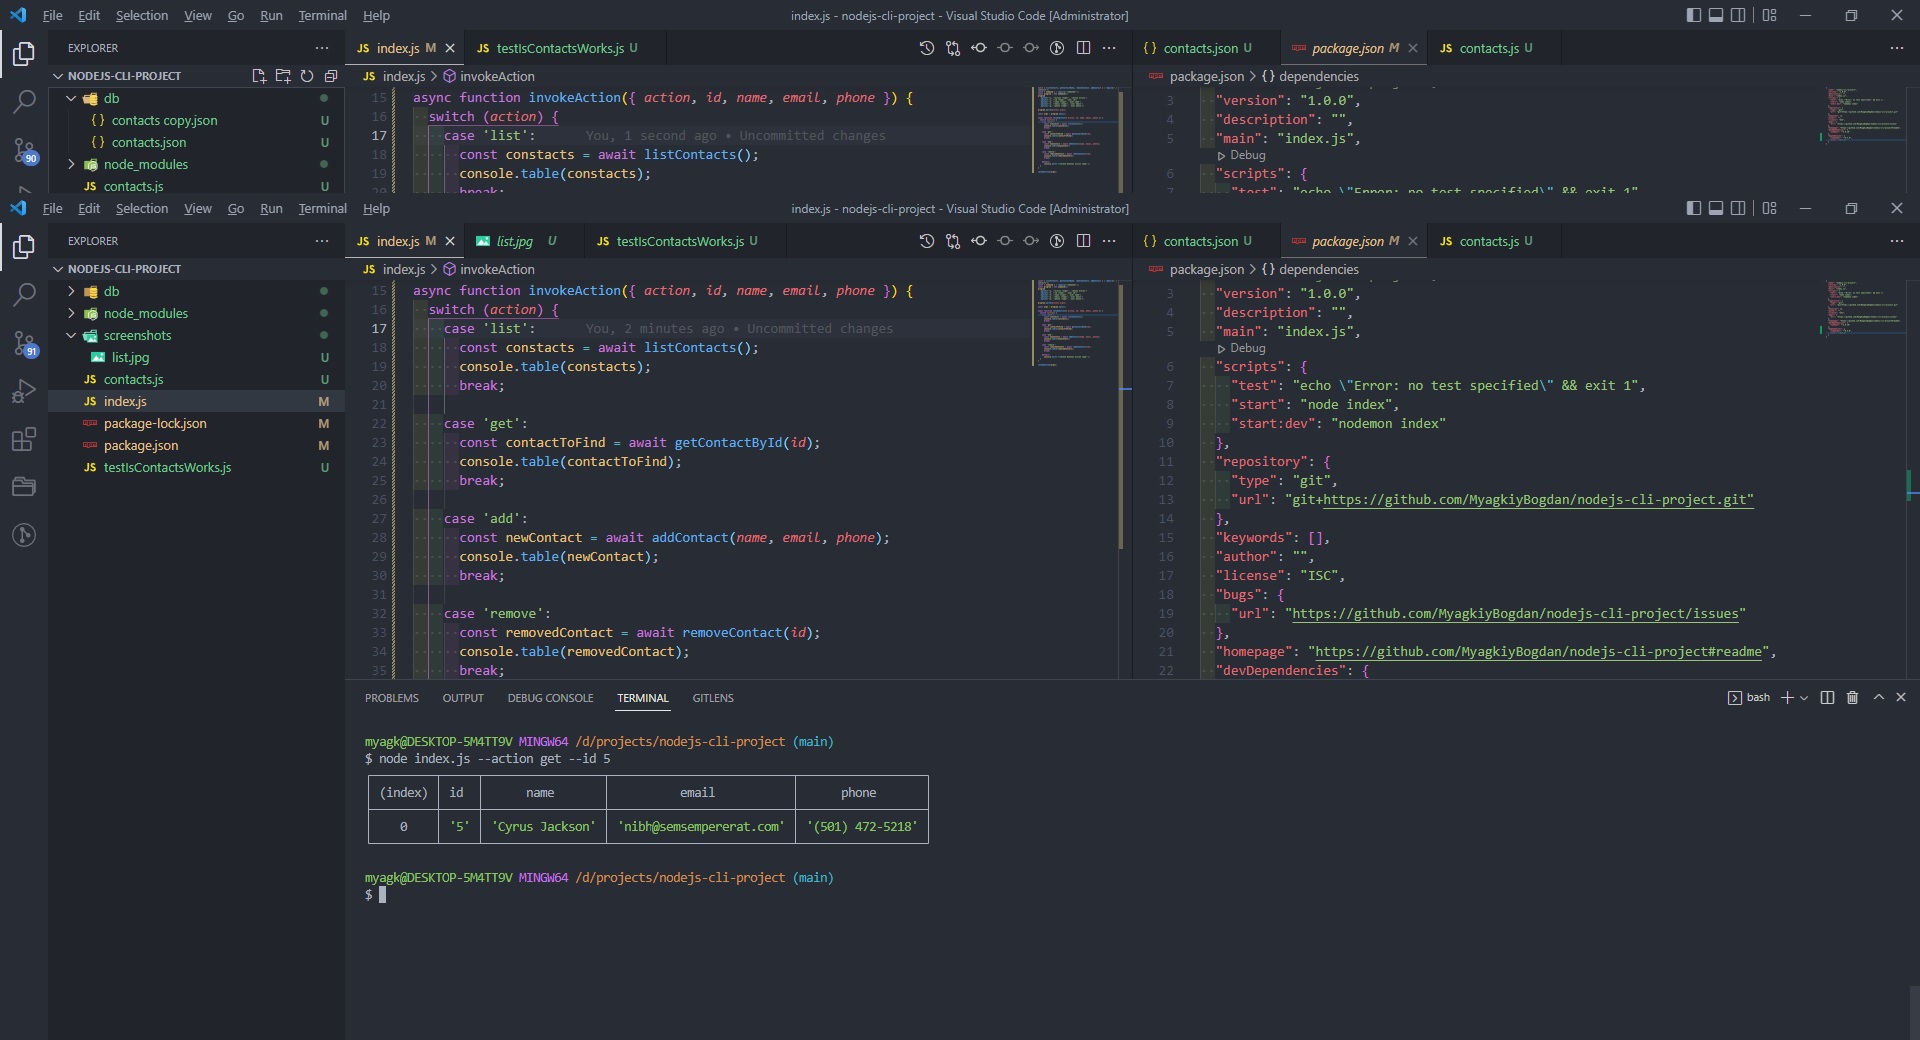 File Edit Selection View Go Run Terminal Help index.js - nodejs-cli-project - Visual Studio Code [Administrator]
EXPLORER
JS index.js M
JS testIsContactsWorks.js U
{ } contacts.json U
package.json M
JS contacts.js U
NODEJS-CLI-PROJECT
JS index.js > invokeAction
package.json > { } dependencies
db
{ } contacts copy.json U
{ } contacts.json U
node_modules
JS contacts.js U
90
15 async function invokeAction({ action, id, name, email, phone }) {
16 switch (action) {
17 case 'list': You, 1 second ago • Uncommitted changes
18 const constacts = await listContacts();
19 console.table(constacts);
20 break;
3 "version": "1.0.0",
4 "description": "",
5 "main": "index.js",
Debug
6 "scripts": {
7 "test": "echo \"Error: no test specified\" && exit 1"
File Edit Selection View Go Run Terminal Help index.js - nodejs-cli-project - Visual Studio Code [Administrator]
EXPLORER
JS index.js M
list.jpg U
JS testIsContactsWorks.js U
{ } contacts.json U
package.json M
JS contacts.js U
NODEJS-CLI-PROJECT
JS index.js > invokeAction
package.json > { } dependencies
db
node_modules
screenshots
list.jpg U
JS contacts.js U
JS index.js M
package-lock.json M
package.json M
JS testIsContactsWorks.js U
91
15 async function invokeAction({ action, id, name, email, phone }) {
16 switch (action) {
17 case 'list': You, 2 minutes ago • Uncommitted changes
18 const constacts = await listContacts();
19 console.table(constacts);
20 break;
21
22 case 'get':
23 const contactToFind = await getContactById(id);
24 console.table(contactToFind);
25 break;
26
27 case 'add':
28 const newContact = await addContact(name, email, phone);
29 console.table(newContact);
30 break;
31
32 case 'remove':
33 const removedContact = await removeContact(id);
34 console.table(removedContact);
35 break;
3 "version": "1.0.0",
4 "description": "",
5 "main": "index.js",
Debug
6 "scripts": {
7 "test": "echo \"Error: no test specified\" && exit 1",
8 "start": "node index",
9 "start:dev": "nodemon index"
10 },
11 "repository": {
12 "type": "git",
13 "url": "git+https://github.com/MyagkiyBogdan/nodejs-cli-project.git"
14 },
15 "keywords": [],
16 "author": "",
17 "license": "ISC",
18 "bugs": {
19 "url": "https://github.com/MyagkiyBogdan/nodejs-cli-project/issues"
20 },
21 "homepage": "https://github.com/MyagkiyBogdan/nodejs-cli-project#readme",
22 "devDependencies": {
PROBLEMS OUTPUT DEBUG CONSOLE TERMINAL GITLENS bash
myagk@DESKTOP-5M4TT9V MINGW64 /d/projects/nodejs-cli-project (main)
$ node index.js --action get --id 5
(index) id name email phone
0 '5' 'Cyrus Jackson' 'nibh@semsempererat.com' '(501) 472-5218'
myagk@DESKTOP-5M4TT9V MINGW64 /d/projects/nodejs-cli-project (main)
$